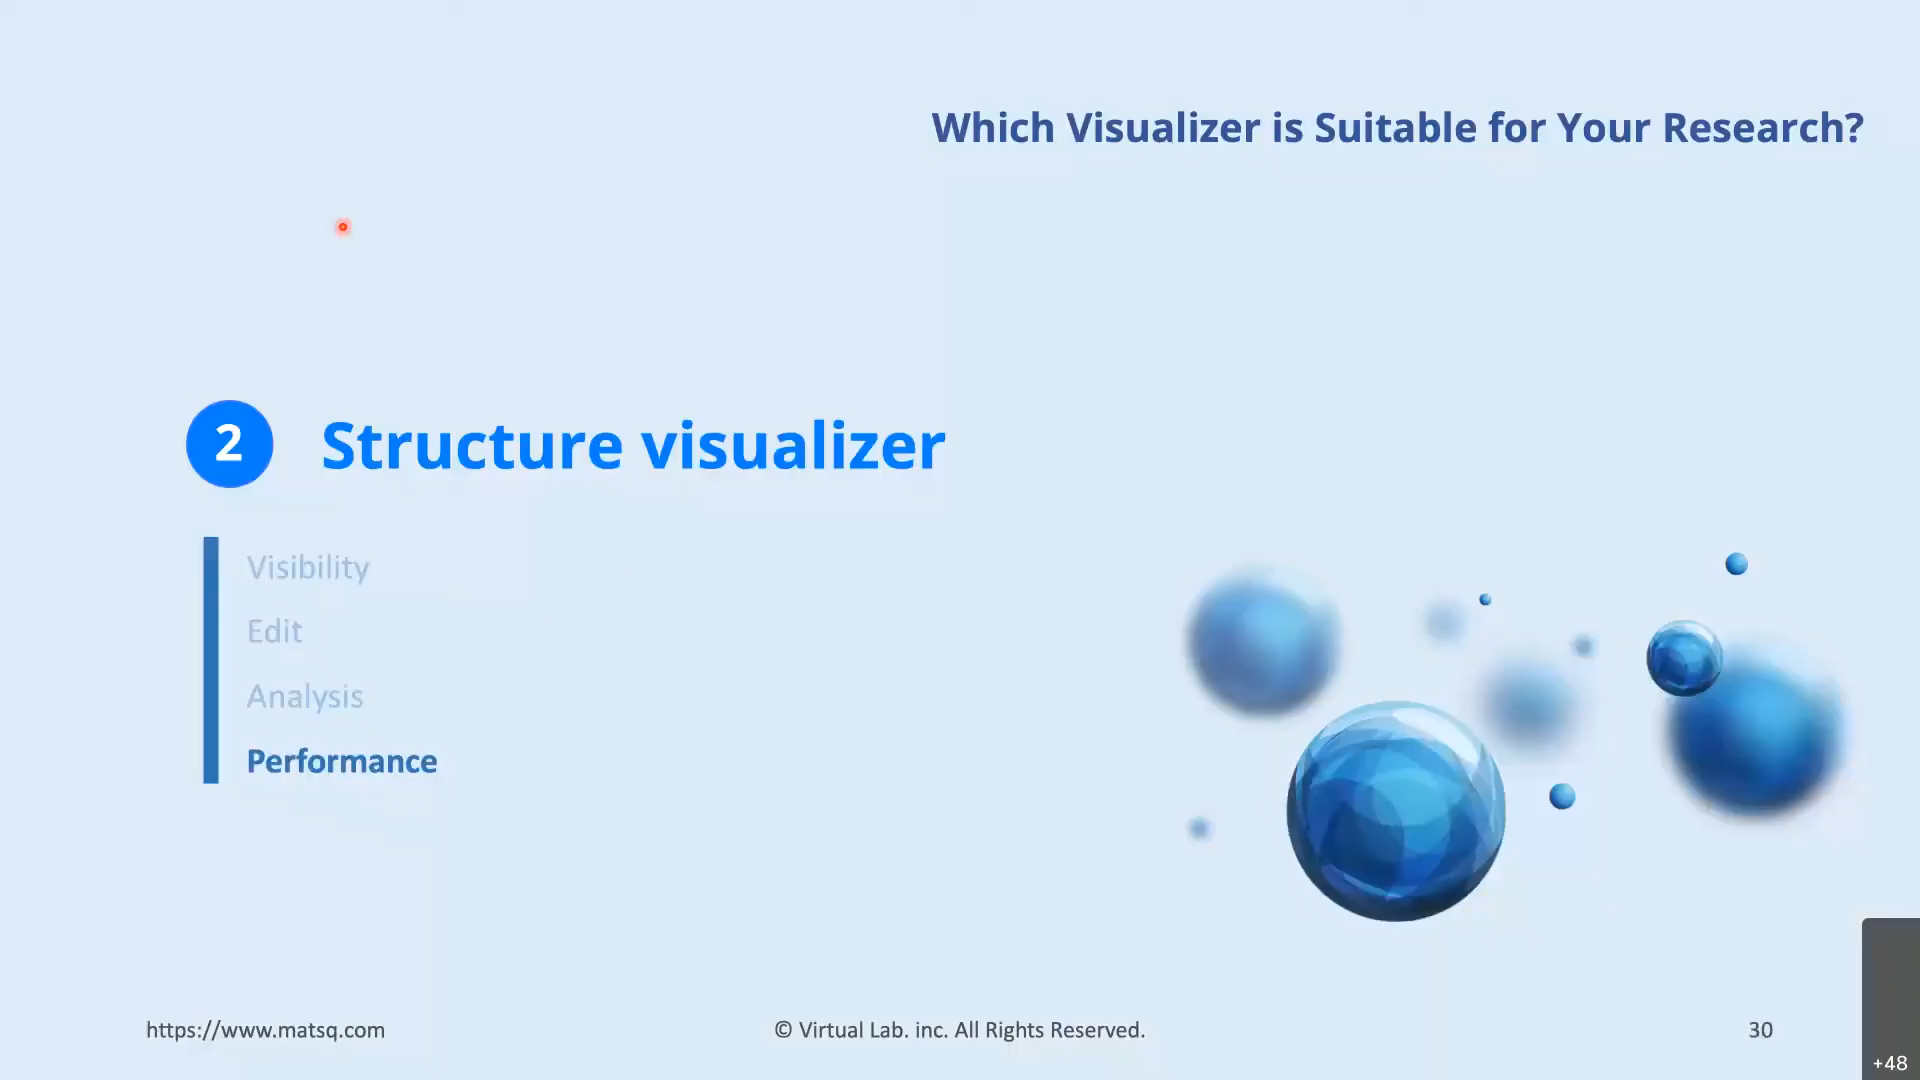 Which Visualizer is Suitable for Your Research?
2 Structure visualizer
Visibility
Edit
Analysis
Performance
https://www.matsq.com
© Virtual Lab. inc. All Rights Reserved.
30
+48